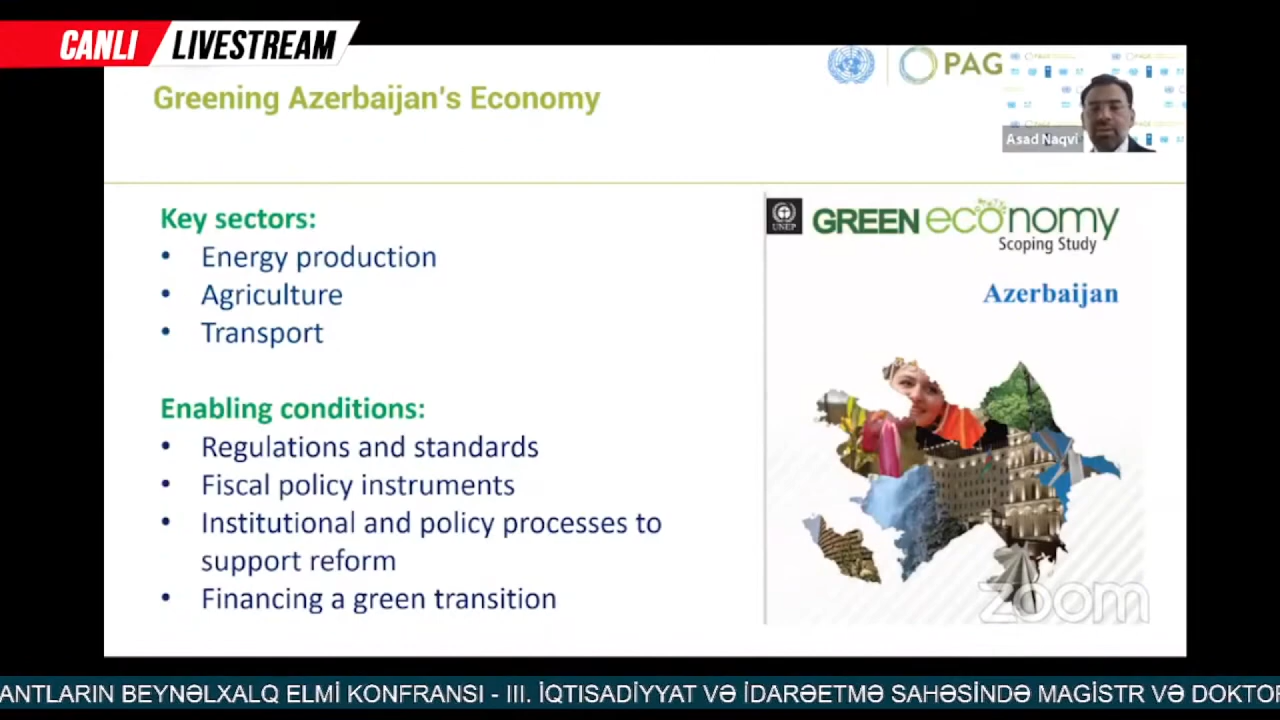 CANLI LIVESTREAM
PAG
Greening Azerbaijan's Economy
Asad Naqvi
Key sectors:
• Energy production
• Agriculture
• Transport
Enabling conditions:
• Regulations and standards
• Fiscal policy instruments
• Institutional and policy processes to
support reform
• Financing a green transition
UNEP
GREEN economy
Scoping Study
Azerbaijan
zoom
ANTLARIN BEYNƏLXALQ ELMİ KONFRANSI - III. İQTISADİYYAT VƏ İDARƏETMƏ SAHƏSİNDƏ MAGİSTR VƏ DOKTOR